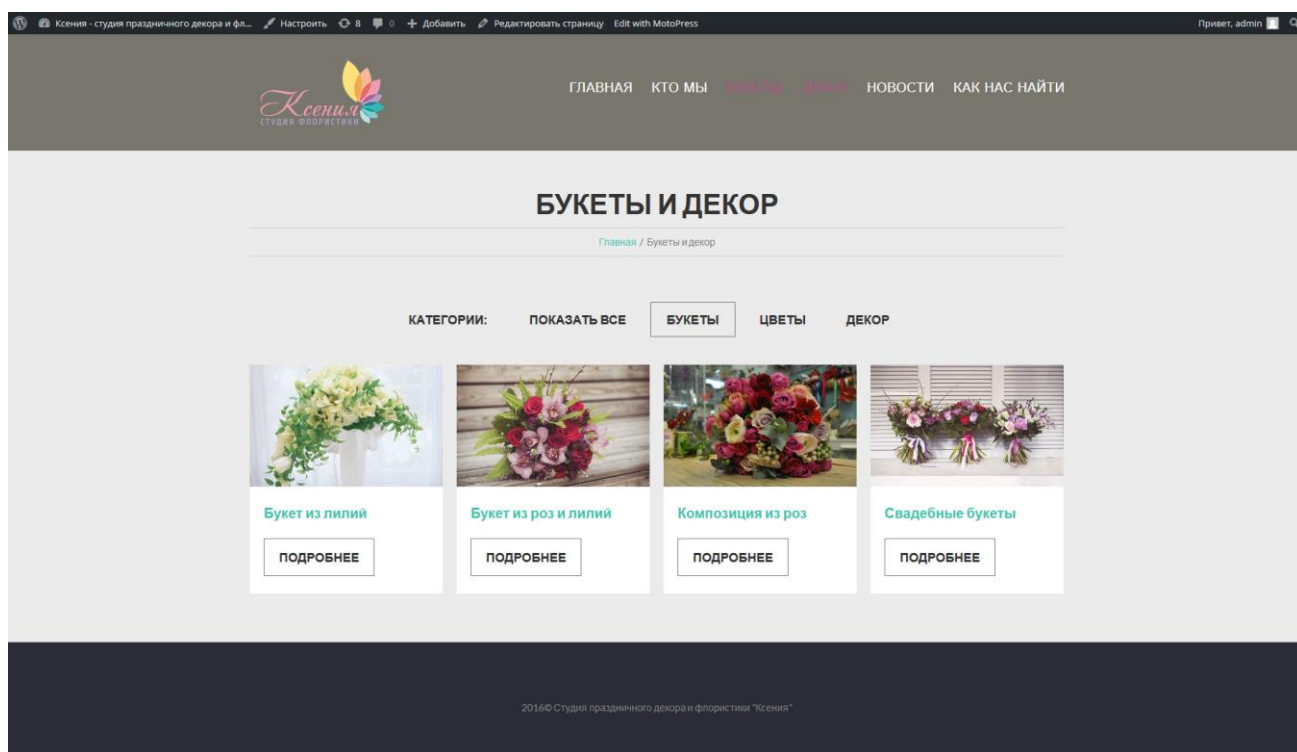 Ксения - студия праздничного декора и фл... Настроить 8 0 Добавить Редактировать страницу Edit with MotoPress Привет, admin
Ксения
СТУДИЯ ФЛОРИСТИКИ
ГЛАВНАЯ КТО МЫ БУКЕТЫ ДЕКОР НОВОСТИ КАК НАС НАЙТИ
БУКЕТЫ И ДЕКОР
Главная / Букеты и декор
КАТЕГОРИИ: ПОКАЗАТЬ ВСЕ БУКЕТЫ ЦВЕТЫ ДЕКОР
Букет из лилий Букет из роз и лилий Композиция из роз Свадебные букеты
ПОДРОБНЕЕ ПОДРОБНЕЕ ПОДРОБНЕЕ ПОДРОБНЕЕ
2016© Студия праздничного декора и флористики "Ксения"